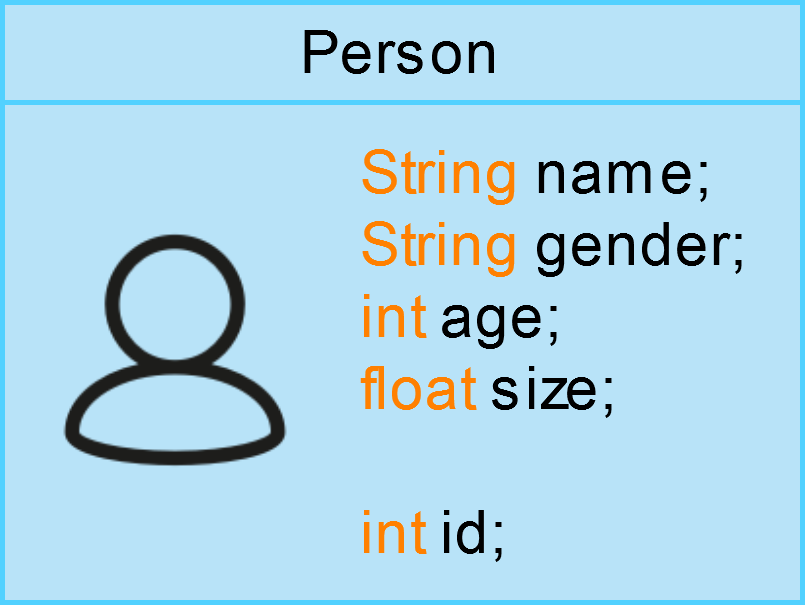 Person
String name;
String gender;
int age;
float size;
int id;